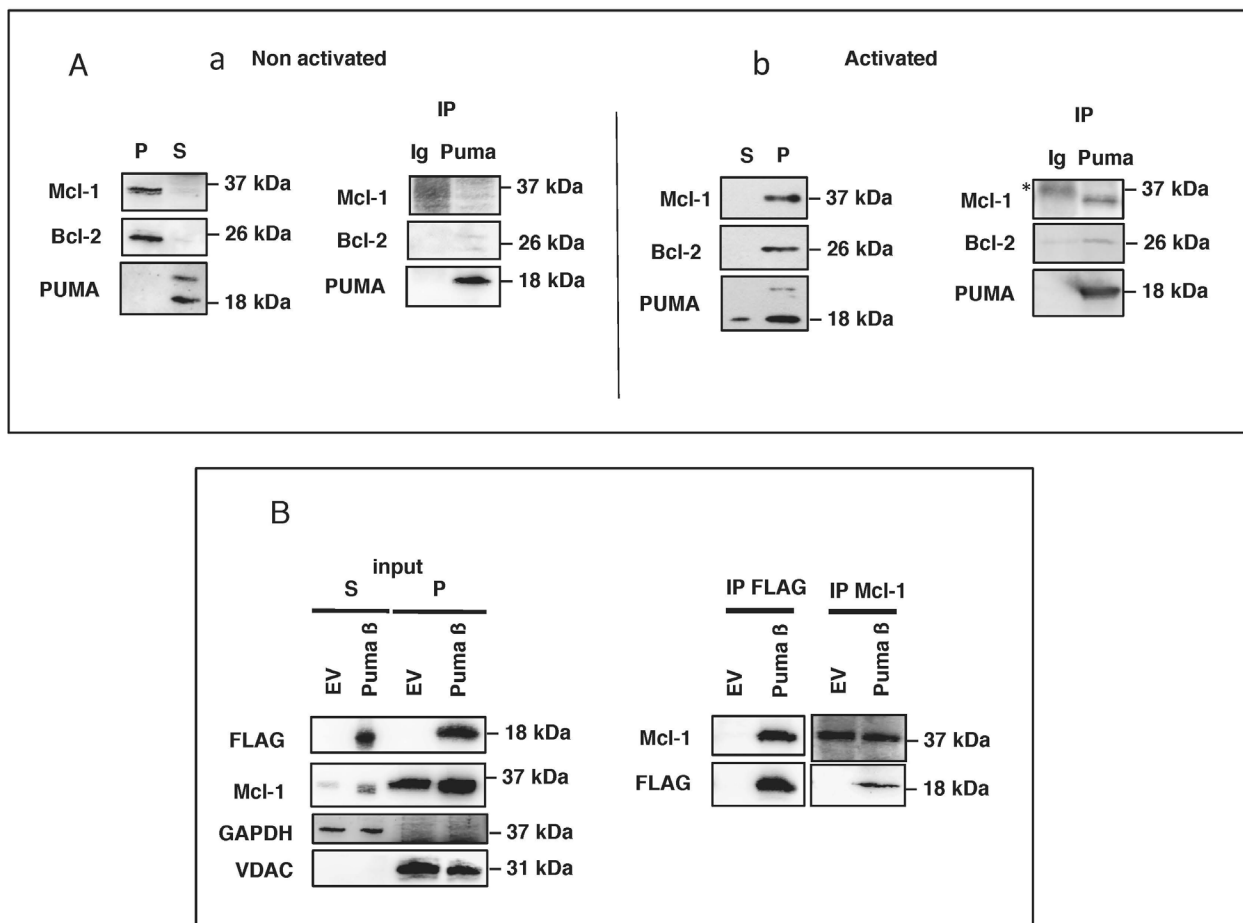 A
a Non activated
P S
Mcl-1
37 kDa
Bcl-2
26 kDa
PUMA
18 kDa
IP
Ig Puma
Mcl-1
37 kDa
Bcl-2
26 kDa
PUMA
18 kDa
b Activated
S P
Mcl-1
37 kDa
Bcl-2
26 kDa
PUMA
18 kDa
IP
Ig Puma
*
Mcl-1
37 kDa
Bcl-2
26 kDa
PUMA
18 kDa
B
input
S P
EV Puma ß EV Puma ß
FLAG
18 kDa
Mcl-1
37 kDa
GAPDH
37 kDa
VDAC
31 kDa
IP FLAG IP Mcl-1
EV Puma ß EV Puma ß
Mcl-1
37 kDa
FLAG
18 kDa